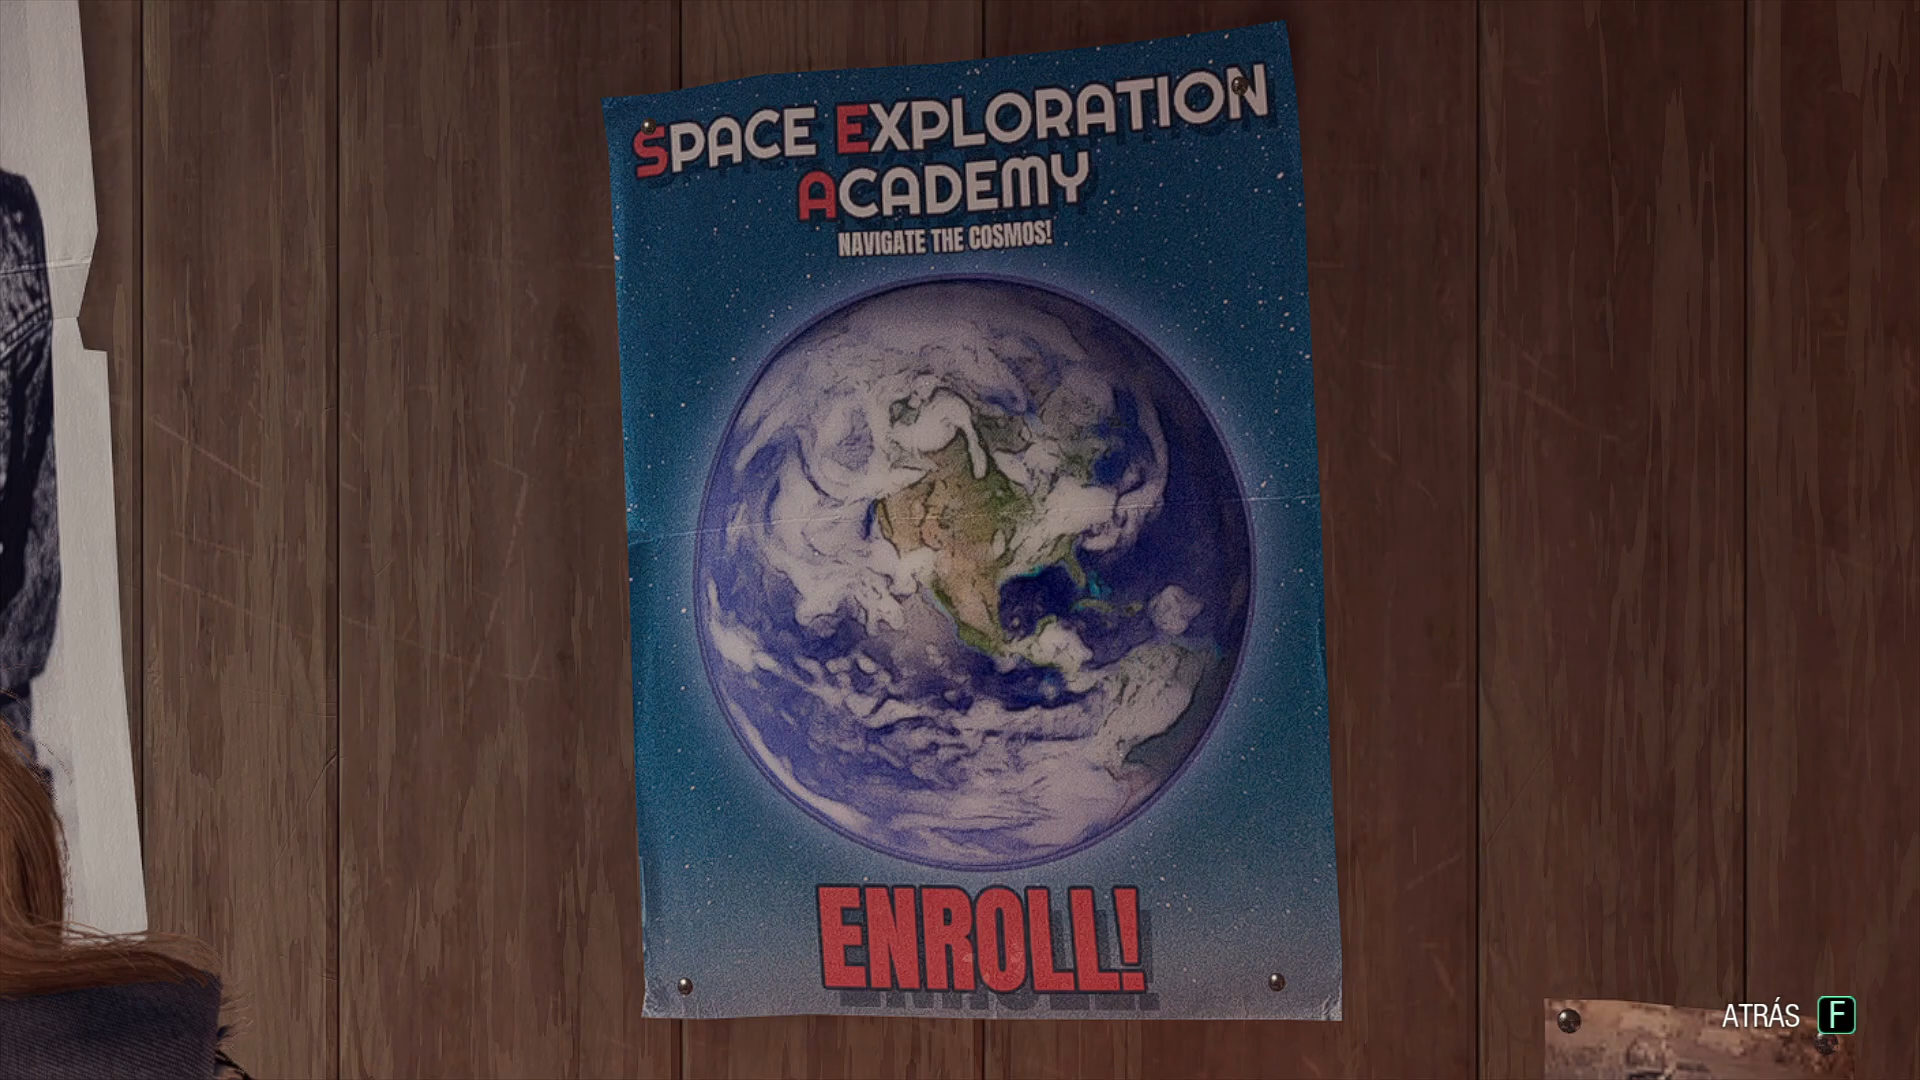 SPACE EXPLORATION
ACADEMY
NAVIGATE THE COSMOS!
ENROLL!
ATRÁS F